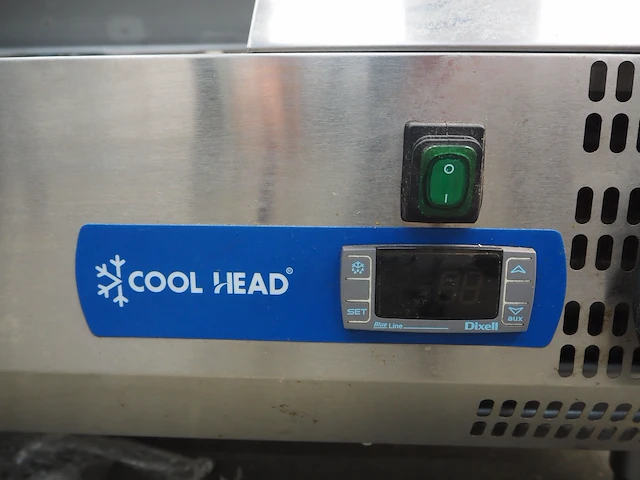 O
I
COOL HEAD®
SET
aux
Blue Line
Dixell